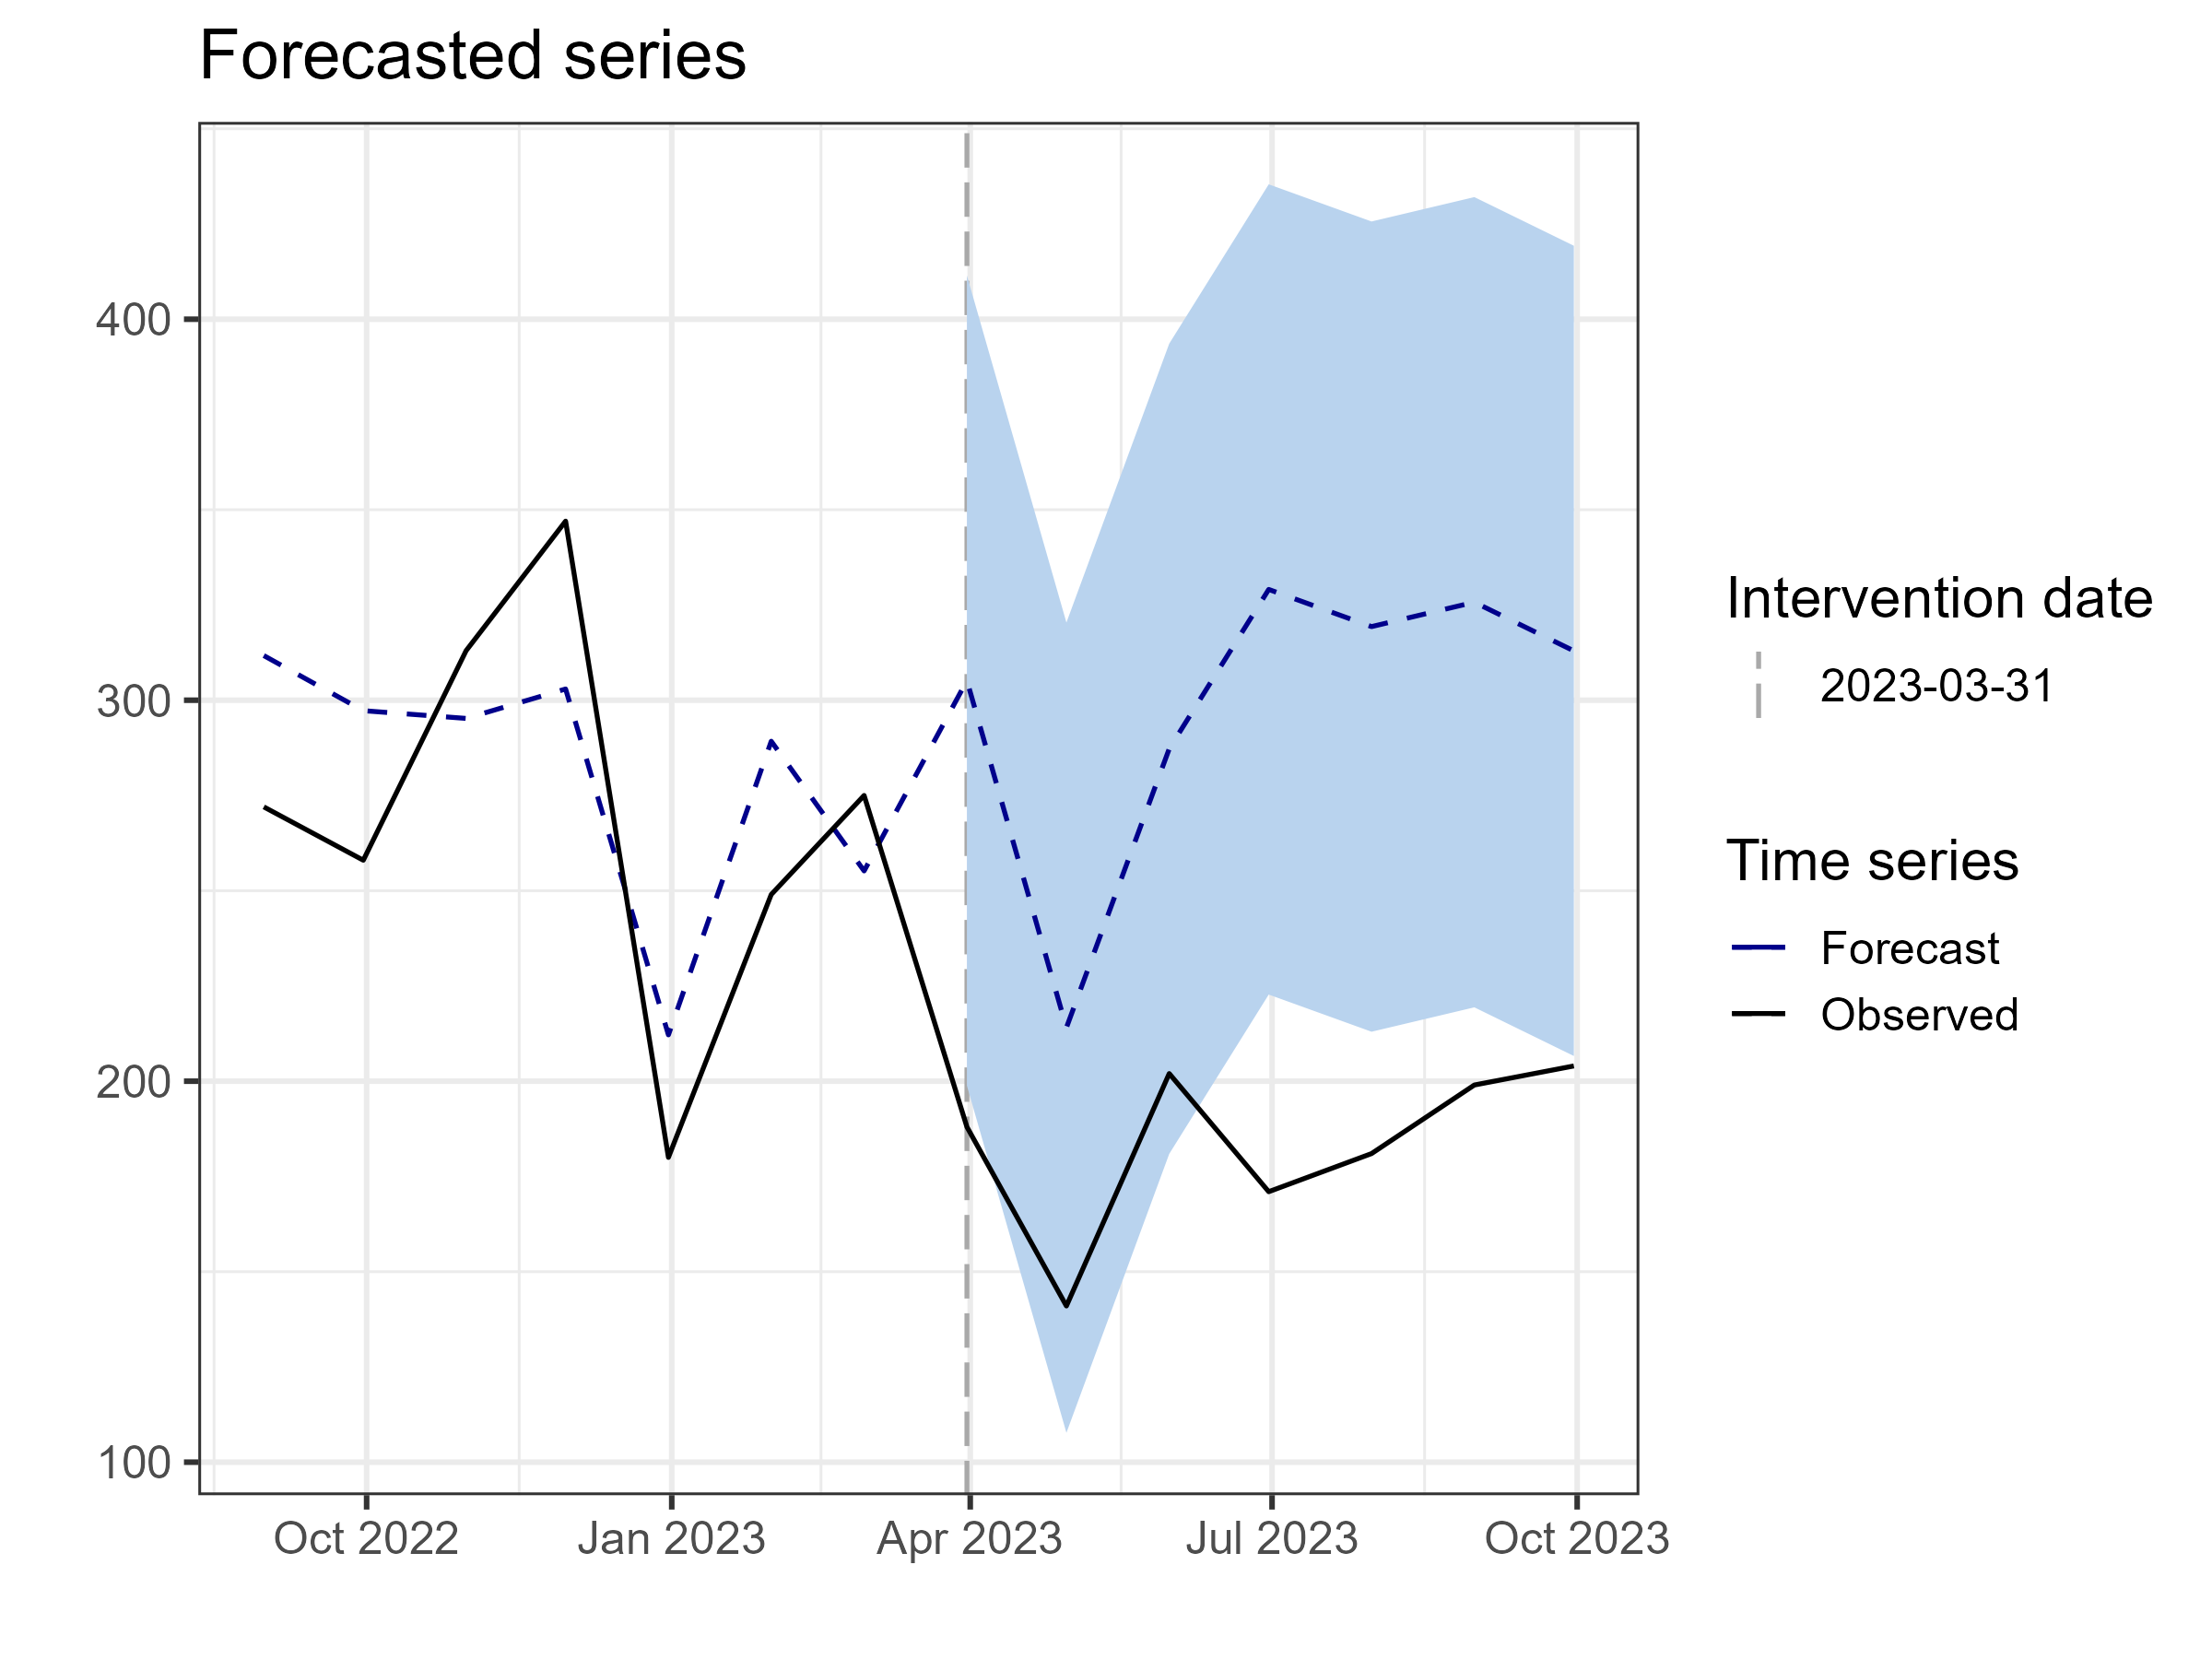 Forecasted series
400
300
200
100
Oct 2022
Jan 2023
Apr 2023
Jul 2023
Oct 2023
Intervention date
2023-03-31
Time series
Forecast
Observed